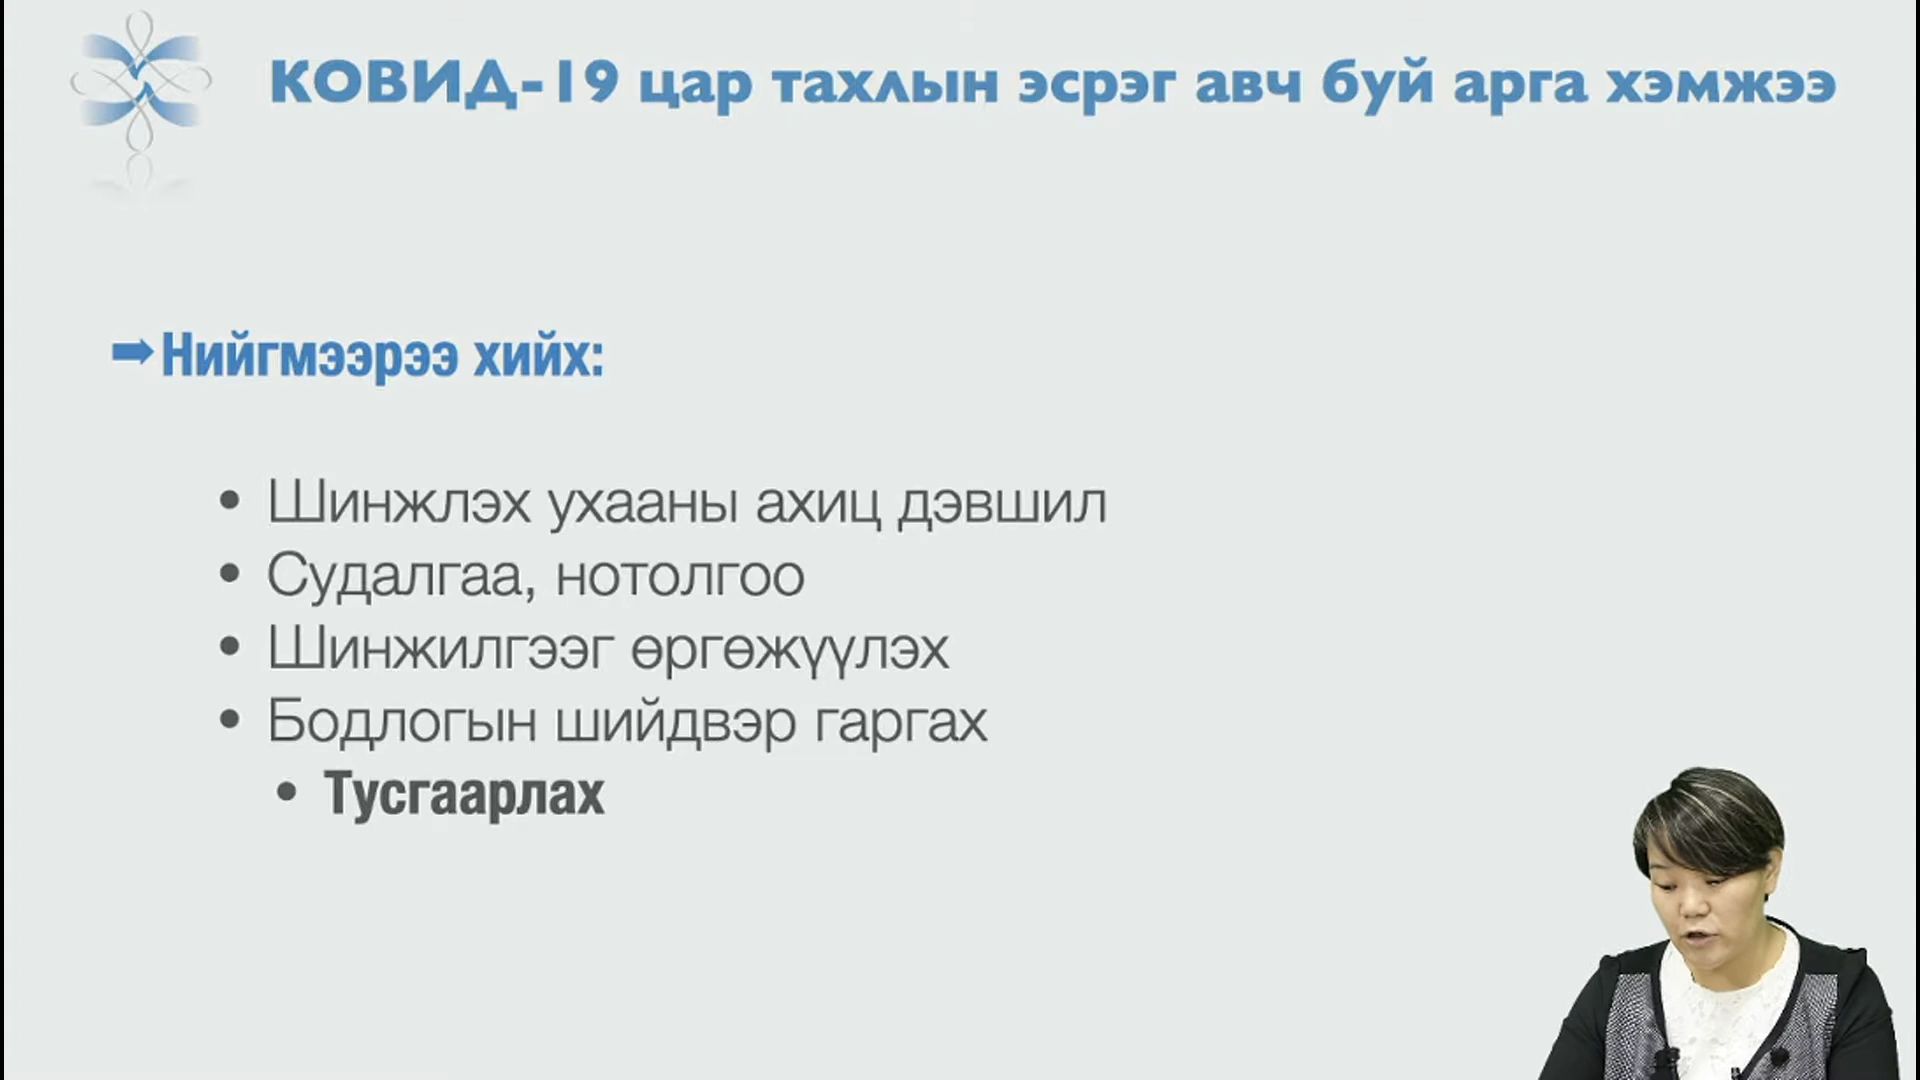 КОВИД-19 цар тахлын эсрэг авч буй арга хэмжээ
➡Нийгмээрээ хийх:
• Шинжлэх ухааны ахиц дэвшил
• Судалгаа, нотолгоо
• Шинжилгээг өргөжүүлэх
• Бодлогын шийдвэр гаргах
• Тусгаарлах